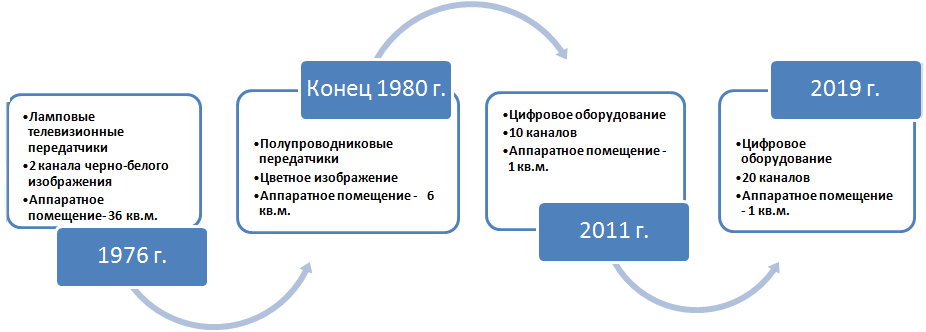 •Ламповые
телевизионные
передатчики
•2 канала черно-белого
изображения
•Аппаратное
помещение- 36 кв.м.
1976 г.
Конец 1980 г.
•Полупроводниковые
передатчики
•Цветное изображение
•Аппаратное помещение - 6
кв.м.
•Цифровое оборудование
•10 каналов
•Аппаратное помещение -
1 кв.м.
2011 г.
2019 г.
•Цифровое
оборудование
•20 каналов
•Аппаратное помещение
- 1 кв.м.